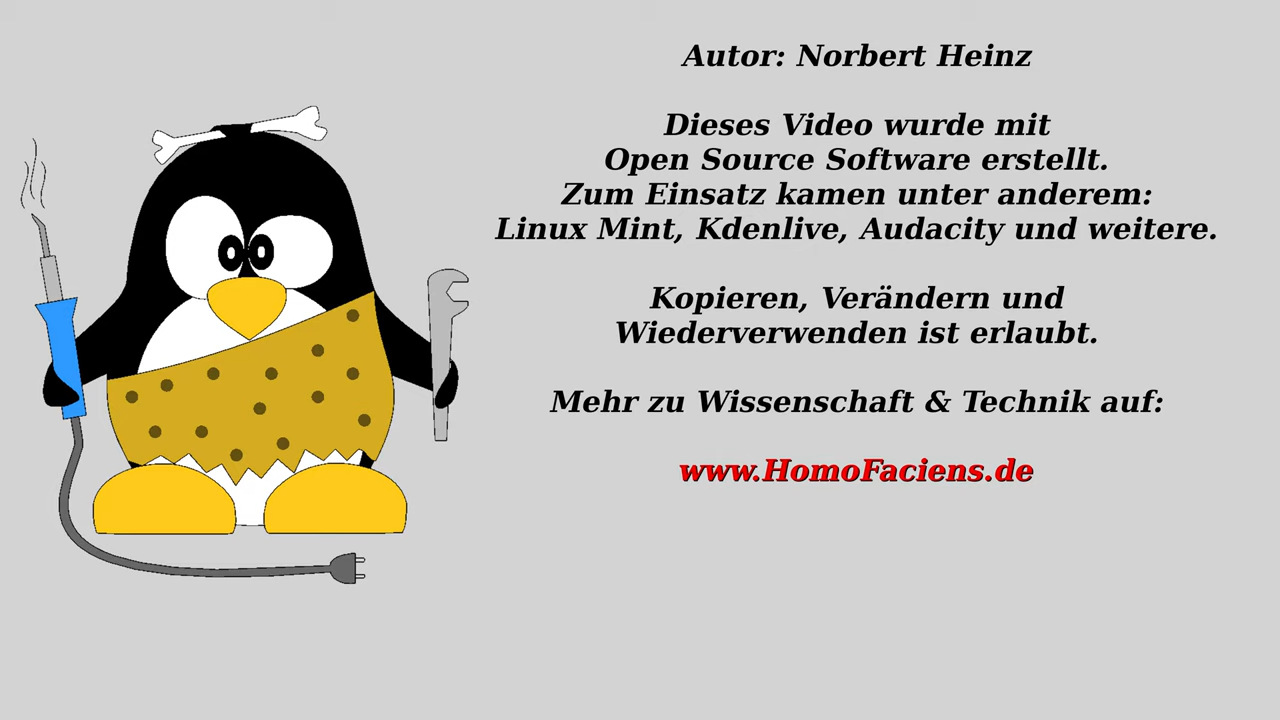 Autor: Norbert Heinz
Dieses Video wurde mit
Open Source Software erstellt.
Zum Einsatz kamen unter anderem:
Linux Mint, Kdenlive, Audacity und weitere.
Kopieren, Verändern und
Wiederverwenden ist erlaubt.
Mehr zu Wissenschaft & Technik auf:
www.HomoFaciens.de